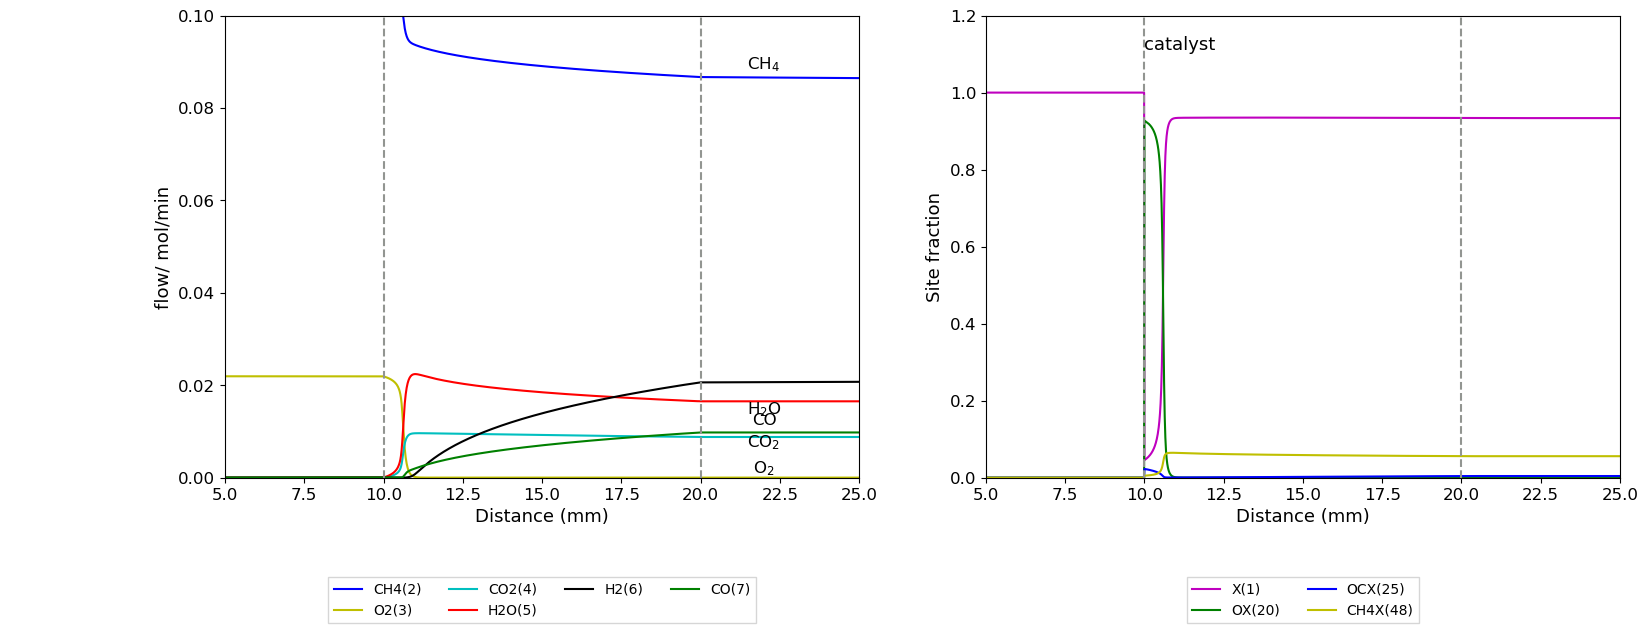 0.10
0.08
0.06
0.04
0.02
0.00
flow/ mol/min
CH₄
H₂O
CO
CO₂
O₂
5.0 7.5 10.0 12.5 15.0 17.5 20.0 22.5 25.0
Distance (mm)
CH4(2) CO2(4) H2(6) CO(7)
O2(3) H2O(5)
1.2
1.0
0.8
0.6
0.4
0.2
0.0
Site fraction
catalyst
5.0 7.5 10.0 12.5 15.0 17.5 20.0 22.5 25.0
Distance (mm)
X(1) OCX(25)
OX(20) CH4X(48)